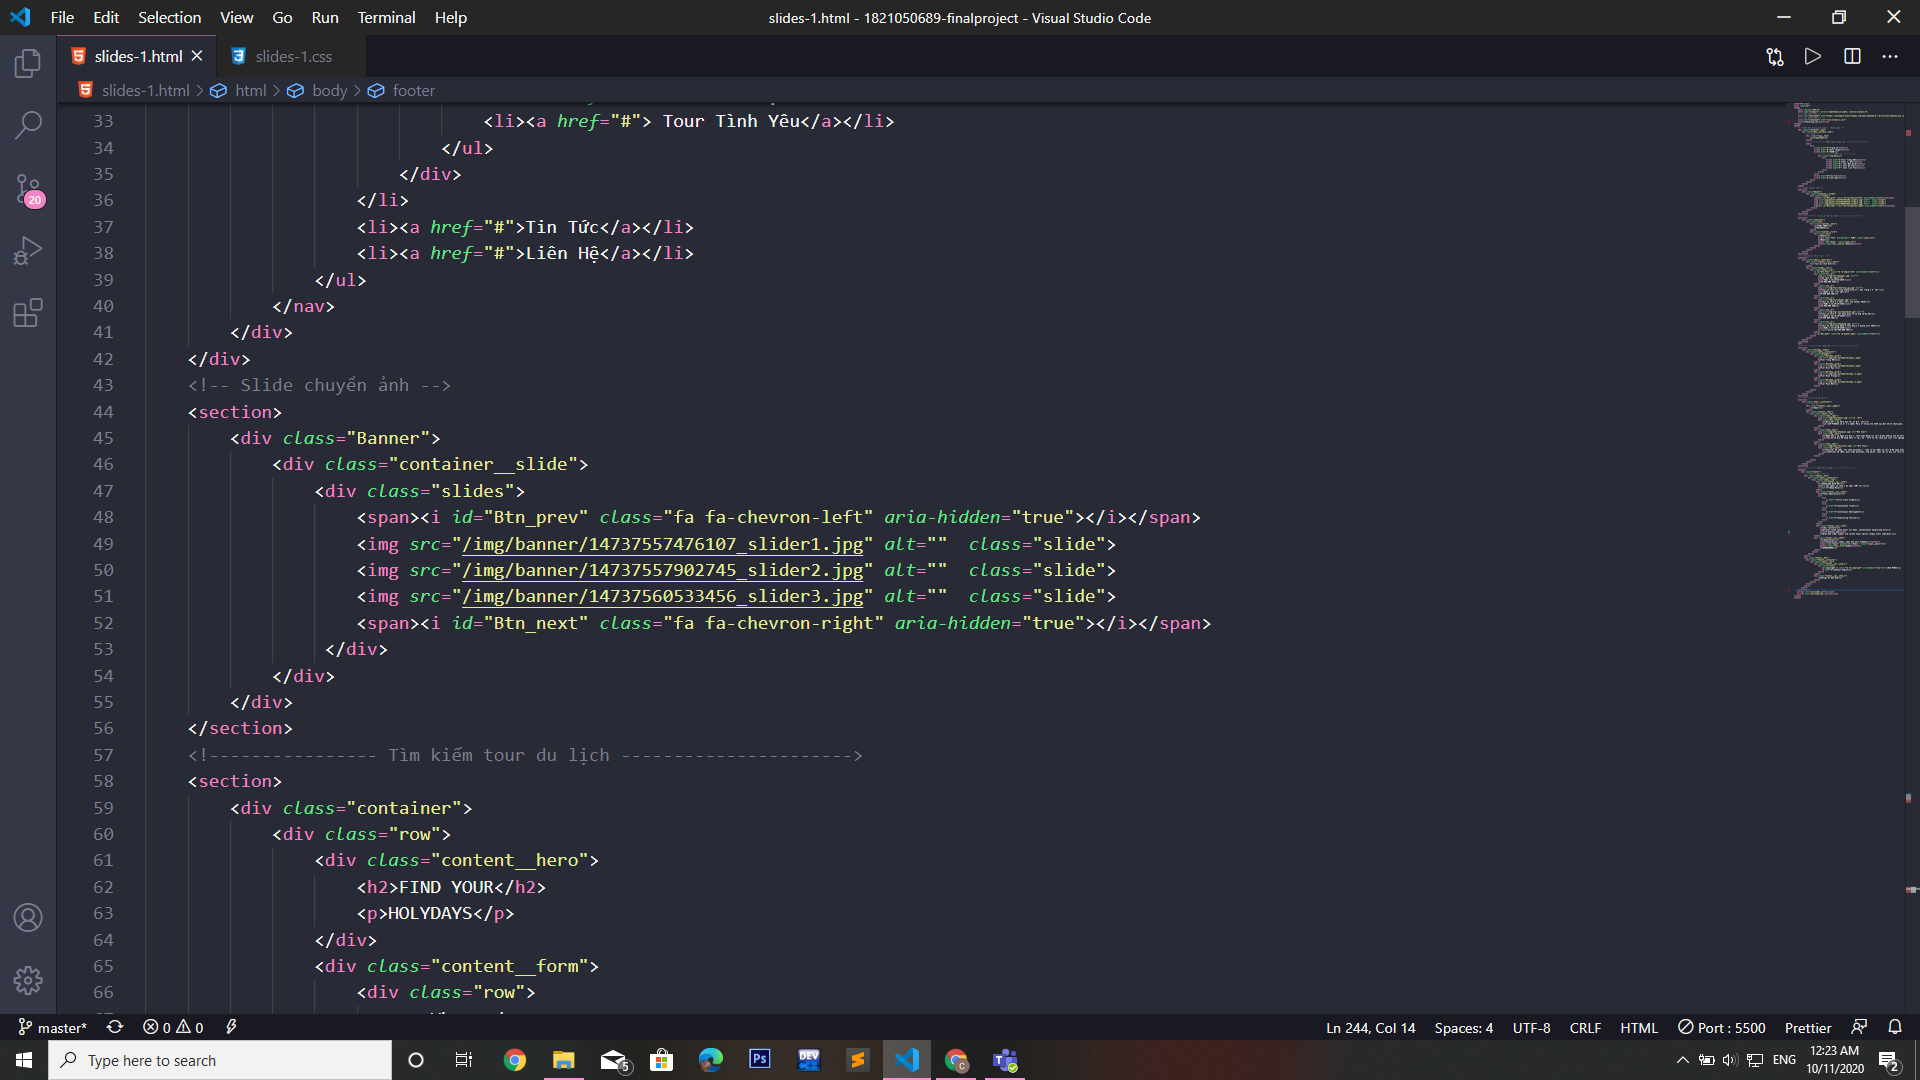 File Edit Selection View Go Run Terminal Help
slides-1.html - 1821050689-finalproject - Visual Studio Code
slides-1.html
slides-1.css
slides-1.html > html > body > footer
33 <li><a href="#"> Tour Tình Yêu</a></li>
34 </ul>
35 </div>
36 </li>
37 <li><a href="#">Tin Tức</a></li>
38 <li><a href="#">Liên Hệ</a></li>
39 </ul>
40 </nav>
41 </div>
42 </div>
43 <!-- Slide chuyển ảnh -->
44 <section>
45 <div class="Banner">
46 <div class="container__slide">
47 <div class="slides">
48 <span><i id="Btn_prev" class="fa fa-chevron-left" aria-hidden="true"></i></span>
49 <img src="/img/banner/14737557476107_slider1.jpg" alt=""  class="slide">
50 <img src="/img/banner/14737557902745_slider2.jpg" alt=""  class="slide">
51 <img src="/img/banner/14737560533456_slider3.jpg" alt=""  class="slide">
52 <span><i id="Btn_next" class="fa fa-chevron-right" aria-hidden="true"></i></span>
53 </div>
54 </div>
55 </div>
56 </section>
57 <!---------------- Tìm kiếm tour du lịch ---------------------->
58 <section>
59 <div class="container">
60 <div class="row">
61 <div class="content__hero">
62 <h2>FIND YOUR</h2>
63 <p>HOLYDAYS</p>
64 </div>
65 <div class="content__form">
66 <div class="row">
20
master* 0 0
Ln 244, Col 14 Spaces: 4 UTF-8 CRLF HTML Port : 5500 Prettier
Type here to search
5
Ps
DEV
ENG
12:23 AM
10/11/2020
2